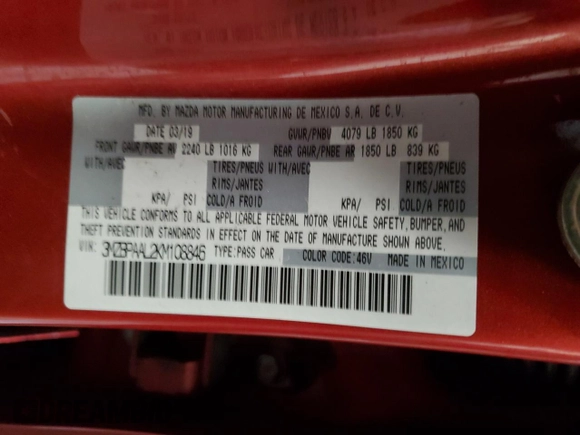 MFD. BY MAZDA MOTOR MANUFACTURING DE MEXICO S.A. DE C.V.
DATE 03/19 GVWR/PNBV 4079 LB 1850 KG
FRONT GAWR/PNBE AV 2240 LB 1016 KG REAR GAWR/PNBE AR 1850 LB 839 KG
WITH/AVEC TIRES/PNEUS WITH/AVEC TIRES/PNEUS
RIMS/JANTES RIMS/JANTES
KPA/ PSI COLD/A FROID KPA/ PSI COLD/A FROID
THIS VEHICLE CONFORMS TO ALL APPLICABLE FEDERAL MOTOR VEHICLE SAFETY, BUMPER, AND
THEFT PREVENTION STANDARDS IN EFFECT ON THE DATE OF MANUFACTURE SHOWN ABOVE.
VIN: 3MZBPAAL2KM108846 TYPE: PASS CAR COLOR CODE: 46V MADE IN MEXICO